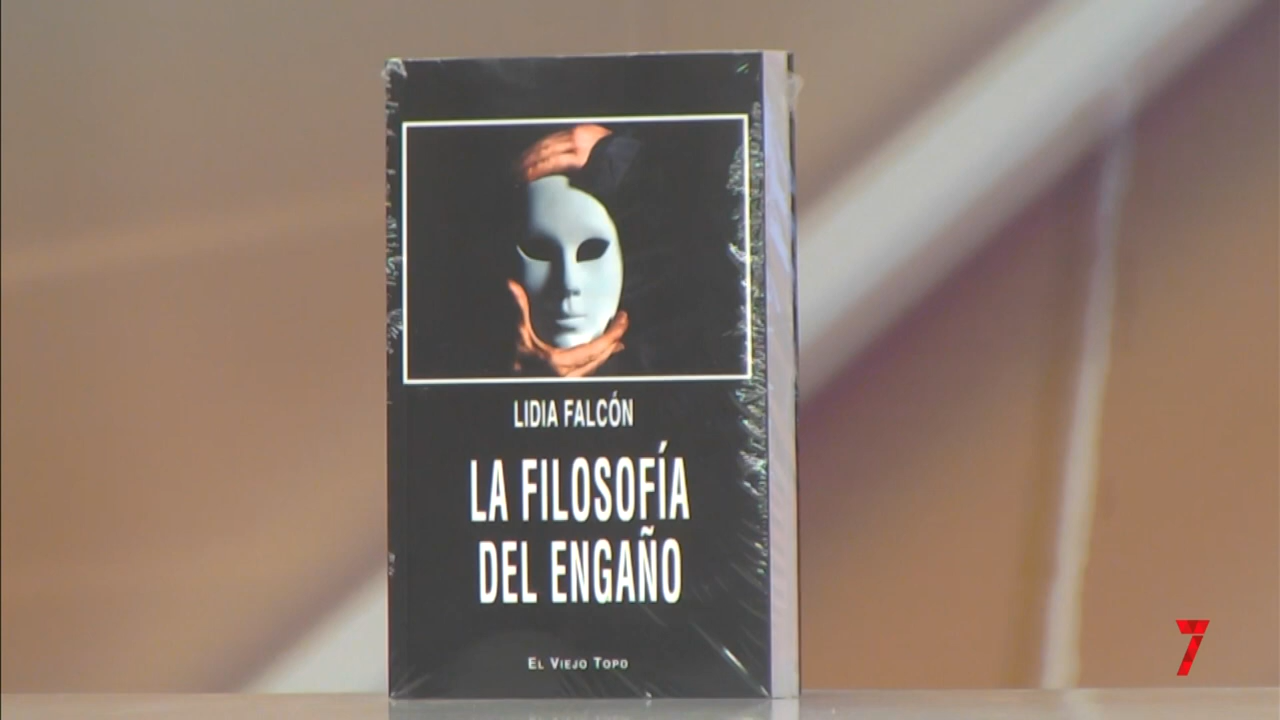 LIDIA FALCÓN
LA FILOSOFÍA
DEL ENGAÑO
EL VIEJO TOPO
7